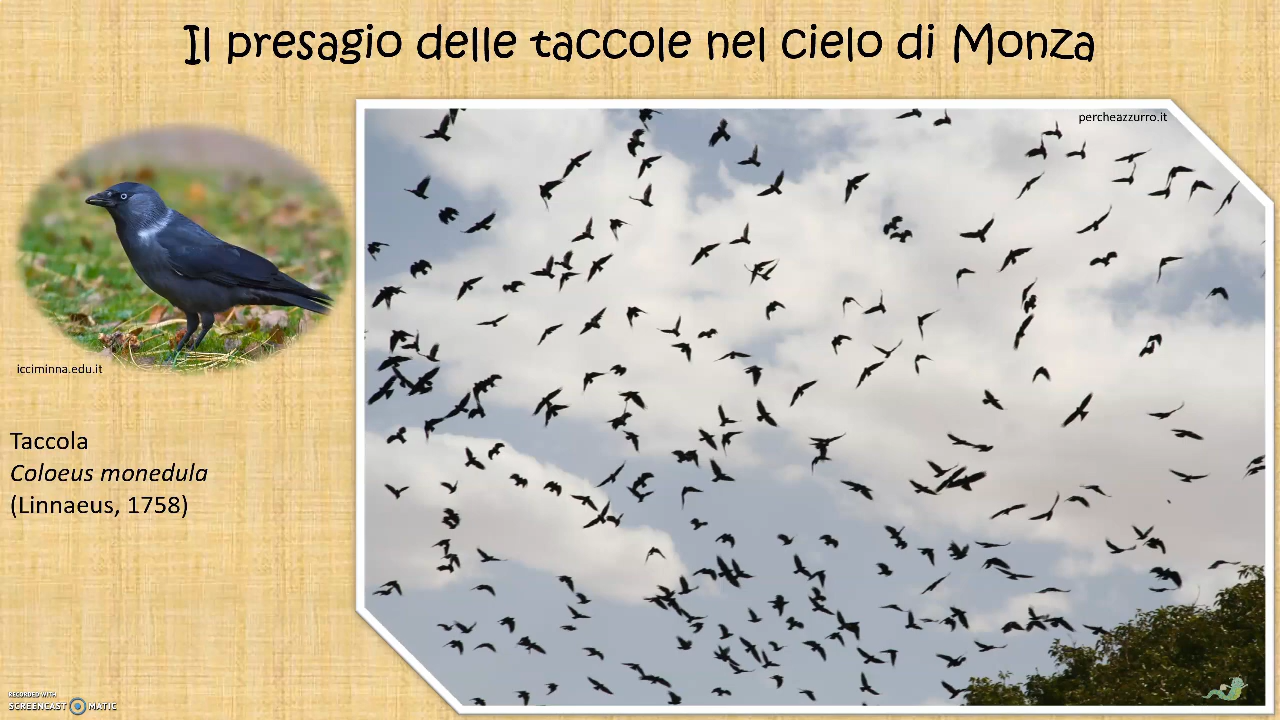 Il presagio delle taccole nel cielo di Monza
percheazzurro.it
icciminna.edu.it
Taccola
Coloeus monedula
(Linnaeus, 1758)
RECORDED WITH
SCREENCAST MATIC